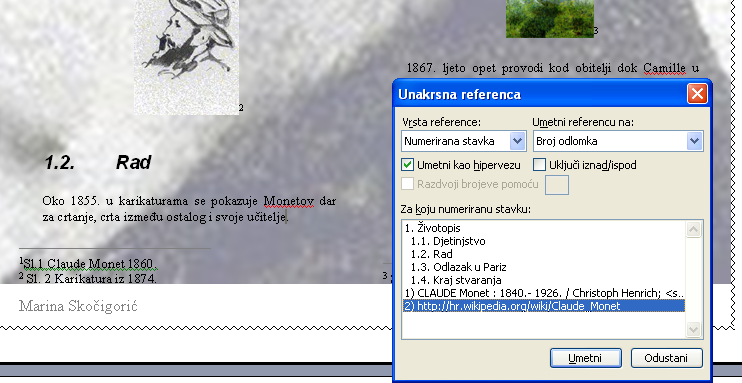 2
1.2. Rad
Oko 1855. u karikaturama se pokazuje Monetov dar
za crtanje, crta između ostalog i svoje učitelje.
1Sl.1 Claude Monet 1860.
2 Sl. 2 Karikatura iz 1874.
Marina Skočigorić
3
1867. ljeto opet provodi kod obitelji dok Camille u
3
Unakrsna referenca
Vrsta reference:
Umetni referencu na:
Numerirana stavka
Broj odlomka
Umetni kao hipervezu
Uključi iznad/ispod
Razdvoji brojeve pomoću
Za koju numeriranu stavku:
1. Životopis
1.1. Djetinjstvo
1.2. Rad
1.3. Odlazak u Pariz
1.4. Kraj stvaranja
1) CLAUDE Monet : 1840.- 1926. / Christoph Henrich; <s..
2) http://hr.wikipedia.org/wiki/Claude_Monet
Umetni
Odustani